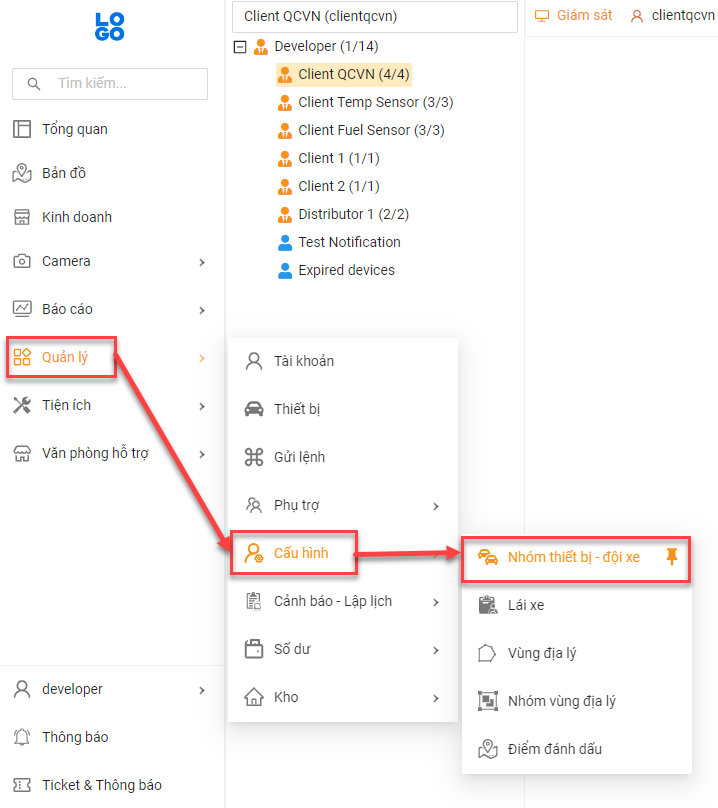 LO
GO
Tìm kiếm...
Tổng quan
Bản đồ
Kinh doanh
Camera
Báo cáo
Quản lý
Tiện ích
Văn phòng hỗ trợ
developer
Thông báo
Ticket & Thông báo
Client QCVN (clientqcvn)
Developer (1/14)
Client QCVN (4/4)
Client Temp Sensor (3/3)
Client Fuel Sensor (3/3)
Client 1 (1/1)
Client 2 (1/1)
Distributor 1 (2/2)
Test Notification
Expired devices
Tài khoản
Thiết bị
Gửi lệnh
Phụ trợ
Cấu hình
Cảnh báo - Lập lịch
Số dư
Kho
Nhóm thiết bị - đội xe
Lái xe
Vùng địa lý
Nhóm vùng địa lý
Điểm đánh dấu
Giám sát
clientqcvn